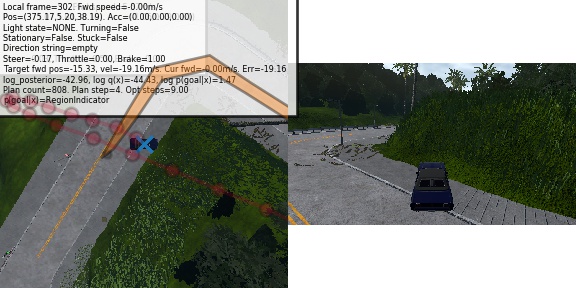 Local frame=302: Fwd speed=-0.00m/s
Pos=(375.17,5.20,38.19). Acc=(0.00,0.00,0.00)
Light state=NONE. Turning=False
Stationary=False. Stuck=False
Direction string=empty
Steer=-0.17, Throttle=0.00, Brake=1.00
Target fwd pos=-15.33, vel=-19.16m/s. Cur fwd=-0.00m/s. Err=-19.16
log_posterior=-42.96, log q(x)=-44.43, log p(goal|x)=1.47
Plan count=808. Plan step=4. Opt steps=9.00
p(goal|x)=RegionIndicator